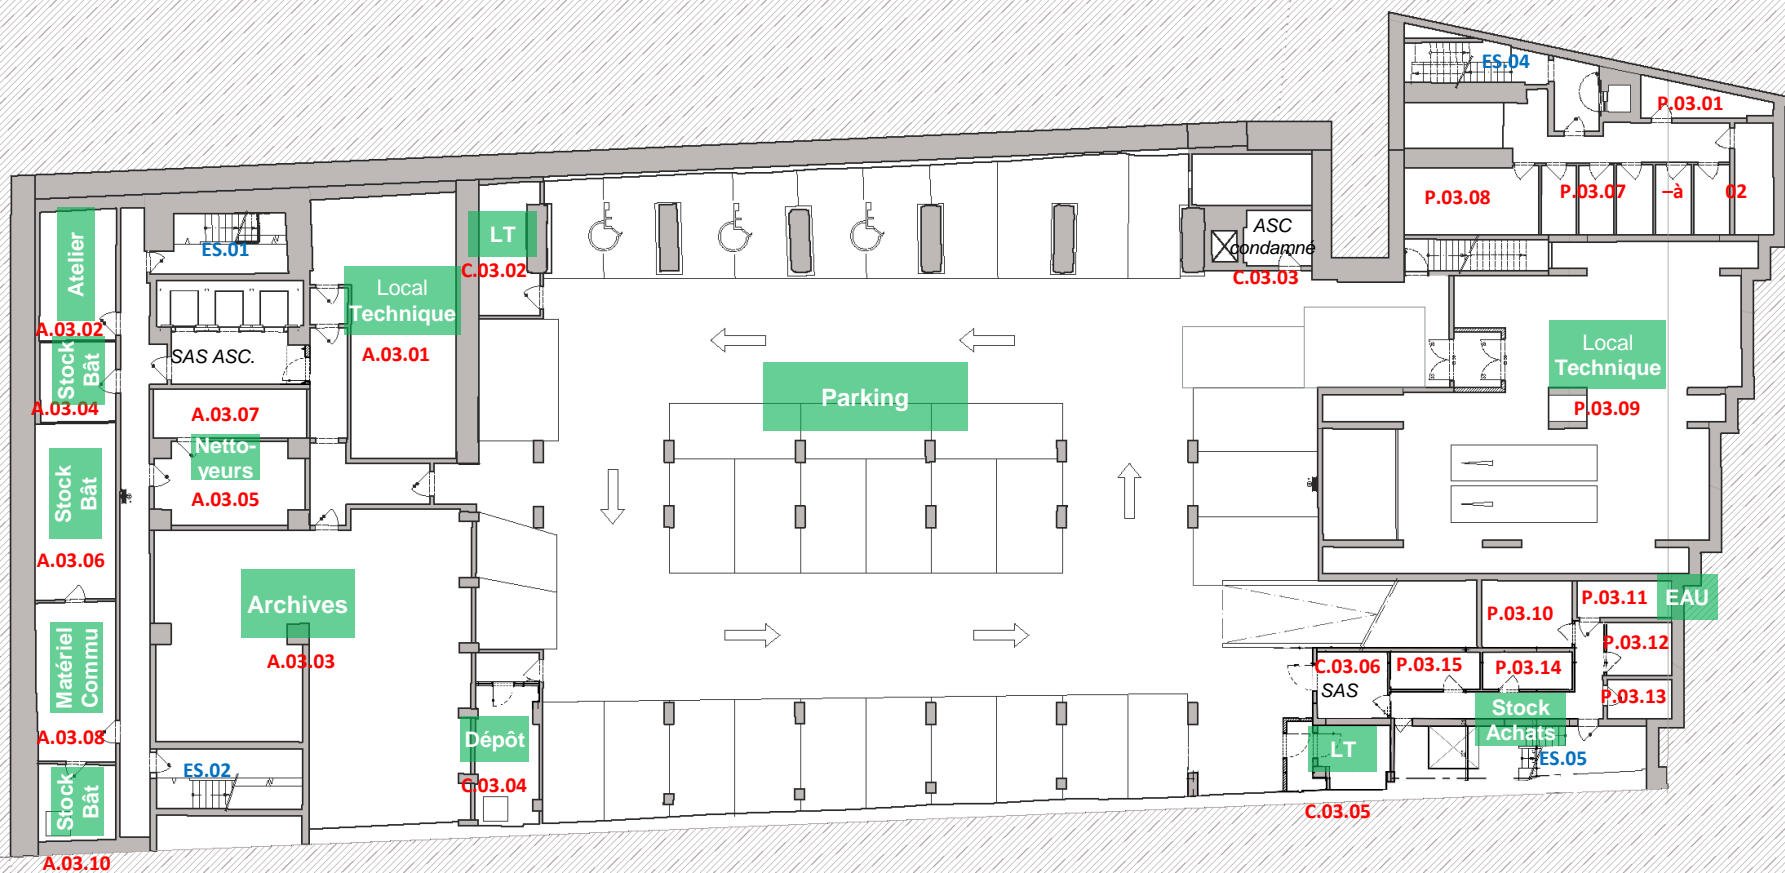 ES.04
P.03.01
P.03.08
P.03.07
–à
02
Atelier
A.03.02
ES.01
Local
Technique
A.03.01
LT
C.03.02
ASC
condamné
C.03.03
SAS ASC.
Stock
Bât
A.03.04
A.03.07
Netto-
yeurs
A.03.05
Parking
Local
Technique
P.03.09
Stock
Bât
A.03.06
Archives
A.03.03
Matériel
Commu
A.03.08
Stock
Bât
A.03.10
ES.02
Dépôt
C.03.04
P.03.10
P.03.11
EAU
P.03.12
P.03.13
C.03.06
SAS
P.03.15
P.03.14
Stock
Achats
LT
C.03.05
ES.05